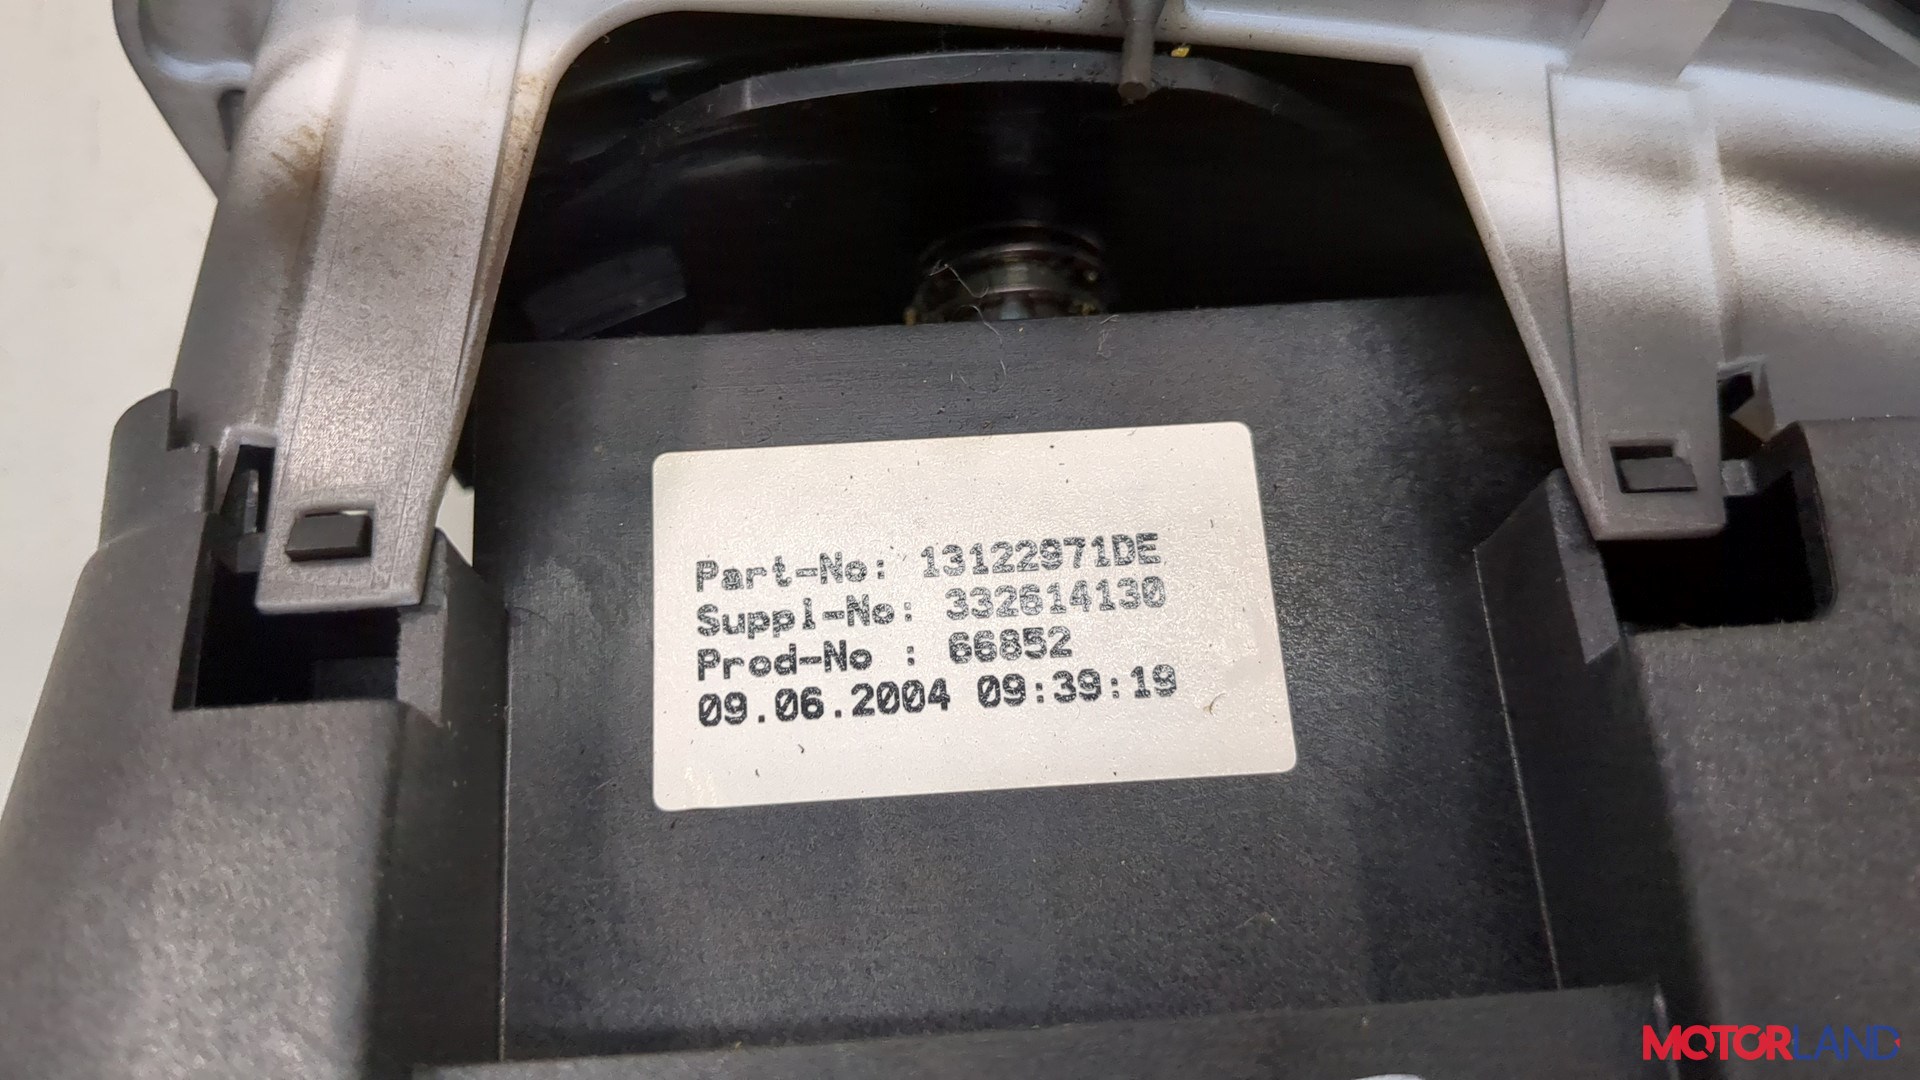 Part-No: 13122971DE
Suppl-No: 332614130
Prod-No : 66852
09.06.2004 09:39:19
MOTORLAND